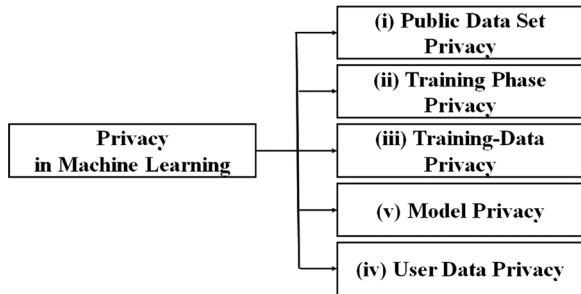 (i) Public Data Set
Privacy
(ii) Training Phase
Privacy
Privacy
in Machine Learning
(iii) Training-Data
Privacy
(v) Model Privacy
(iv) User Data Privacy